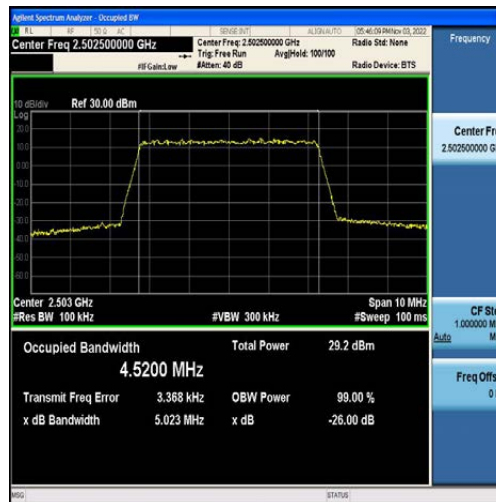 Agilent Spectrum Analyzer - Occupied BW
RL RF 50 Ω AC SENSE:INT ALIGNAUTO 05:46:09 PM Nov 03, 2022
Center Freq 2.502500000 GHz Center Freq: 2.502500000 GHz Radio Std: None Frequency
Trig: Free Run Avg|Hold: 100/100
#IFGain:Low #Atten: 40 dB Radio Device: BTS
10 dB/div Ref 30.00 dBm
Log
20.0
10.0
0.00
-10.0
-20.0
-30.0
-40.0
-50.0
-60.0
Center Fr
2.502500000 G
Center 2.503 GHz Span 10 MHz
#Res BW 100 kHz #VBW 300 kHz #Sweep 100 ms
CF Ste
1.000000 M
Auto M
Occupied Bandwidth Total Power 29.2 dBm
4.5200 MHz
Transmit Freq Error 3.368 kHz OBW Power 99.00 %
x dB Bandwidth 5.023 MHz x dB -26.00 dB
Freq Offs
0
MSG STATUS